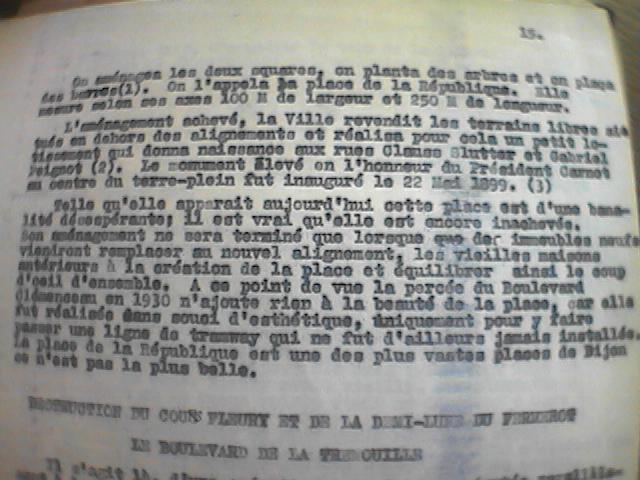 15.
On aménagea les deux squares, on planta des arbres et on plaça
des bornes(1). On l'appela la place de la République. Elle
mesure selon ses axes 100 M de largeur et 250 M de longueur.
L'aménagement achevé, la Ville revendit les terrains libres si-
tués en dehors des alignements et réalisa pour cela un petit lo-
tissement qui donna naissance aux rues Clauss Slutter et Gabriel
Peignot (2). Le monument élevé en l'honneur du Président Carnot
au centre du terre-plein fut inauguré le 22 Mai 1899. (3)
Telle qu'elle apparait aujourd'hui cette place est d'une bana-
lité désespérante; il est vrai qu'elle est encore inachevée.
Son aménagement ne sera terminé que lorsque que des immeubles neufs
viendront remplacer au nouvel alignement, les vieilles maisons
antérieurs à la création de la place et équilibrer ainsi le coup
d'oeil d'ensemble. A ce point de vue la percée du Boulevard
Clémenceau en 1930 n'ajoute rien à la beauté de la place, car elle
fut réalisée sans souci d'esthétique, uniquement pour y faire
passer une ligne de tramway qui ne fut d'ailleurs jamais installée.
La place de la République est une des plus vastes places de Dijon
ce n'est pas la plus belle.
DESTRUCTION DU COURS FLEURY ET DE LA DEMI-LUNE DU FERMEROT
LE BOULEVARD DE LA TREMOUILLE
Il s'agit là, d'une